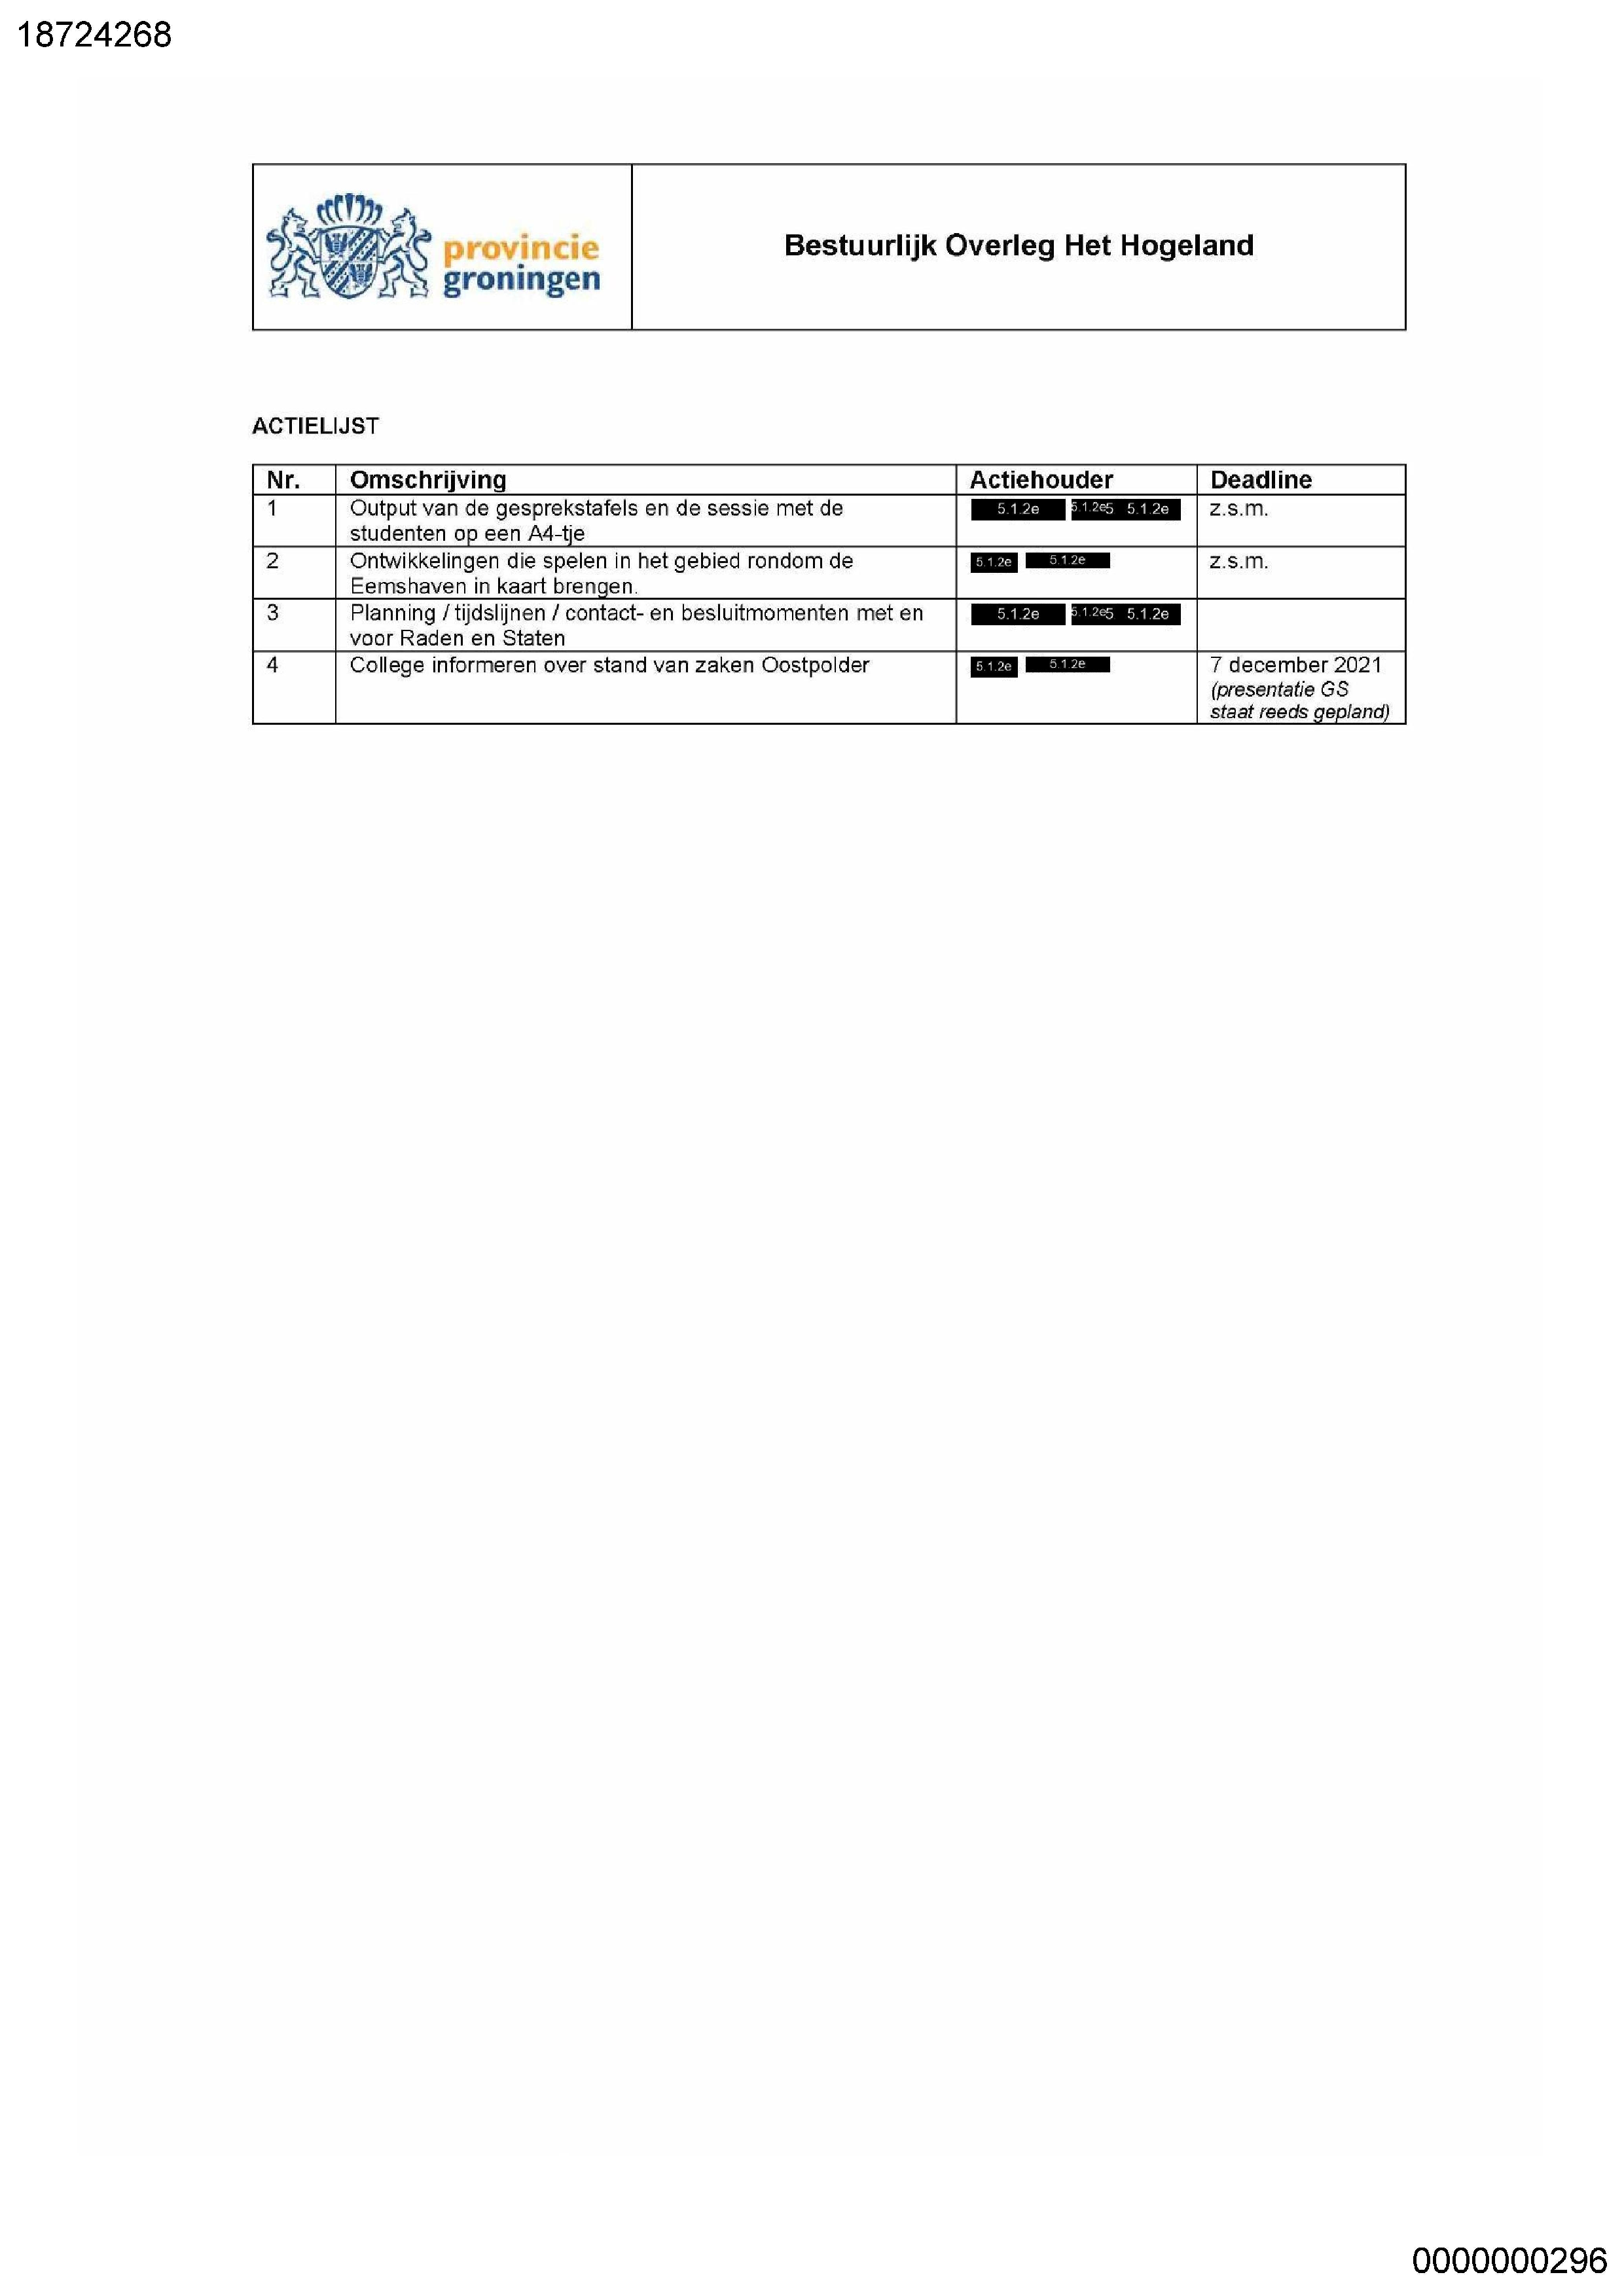 18724268
provincie
groningen
Bestuurlijk Overleg Het Hogeland
ACTIELIJST
Nr. Omschrijving Actiehouder Deadline
1 Output van de gesprekstafels en de sessie met de 5.1.2e 5.1.2e5 5.1.2e z.s.m.
studenten op een A4-tje
2 Ontwikkelingen die spelen in het gebied rondom de 5.1.2e 5.1.2e z.s.m.
Eemshaven in kaart brengen.
3 Planning / tijdslijnen / contact- en besluitmomenten met en 5.1.2e 5.1.2e5 5.1.2e
voor Raden en Staten
4 College informeren over stand van zaken Oostpolder 5.1.2e 5.1.2e 7 december 2021
(presentatie GS
staat reeds gepland)
0000000296